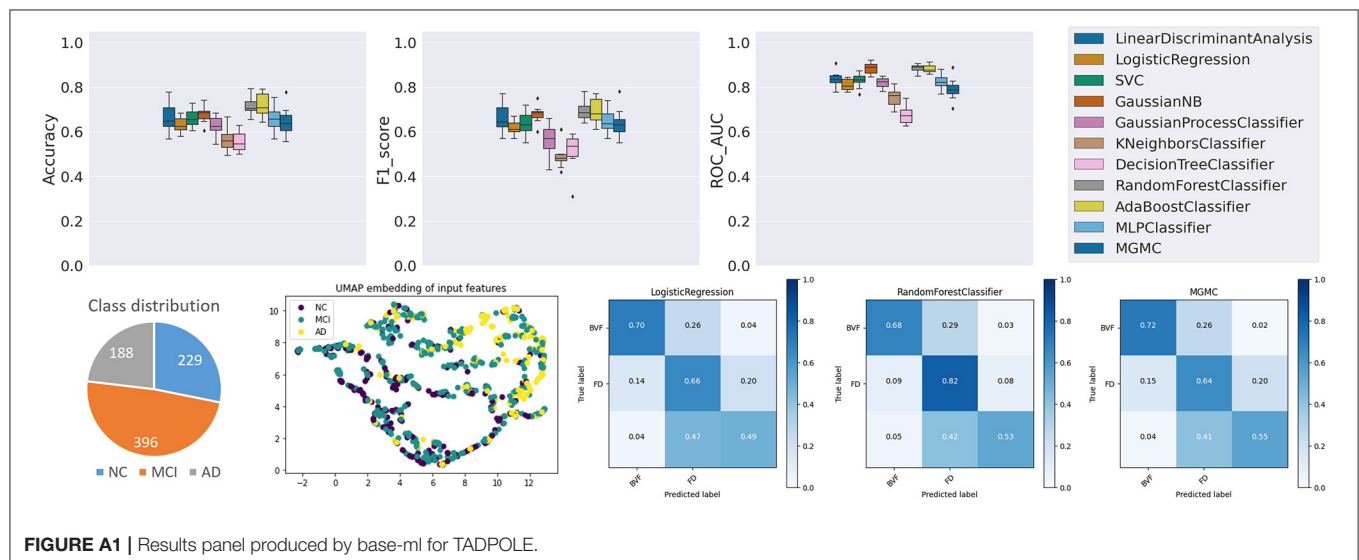 1.0
0.8
0.6
0.4
0.2
0.0
Accuracy
1.0
0.8
0.6
0.4
0.2
0.0
F1_score
1.0
0.8
0.6
0.4
0.2
0.0
ROC_AUC
LinearDiscriminantAnalysis
LogisticRegression
SVC
GaussianNB
GaussianProcessClassifier
KNeighborsClassifier
DecisionTreeClassifier
RandomForestClassifier
AdaBoostClassifier
MLPClassifier
MGMC
Class distribution
188
229
396
NC MCI AD
UMAP embedding of input features
NC
MCI
AD
10
8
6
4
2
0
−2 0 2 4 6 8 10 12
LogisticRegression
BVF
FD
True label
0.70 0.26 0.04
0.14 0.66 0.20
0.04 0.47 0.49
BVF FD
Predicted label
1.0
0.8
0.6
0.4
0.2
0.0
RandomForestClassifier
BVF
FD
True label
0.68 0.29 0.03
0.09 0.82 0.08
0.05 0.42 0.53
BVF FD
Predicted label
1.0
0.8
0.6
0.4
0.2
0.0
MGMC
BVF
FD
True label
0.72 0.26 0.02
0.15 0.64 0.20
0.04 0.41 0.55
BVF FD
Predicted label
1.0
0.8
0.6
0.4
0.2
0.0
FIGURE A1 | Results panel produced by base-ml for TADPOLE.